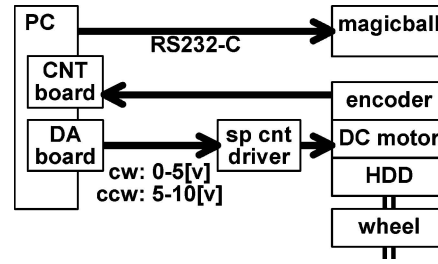 PC
magicball
RS232-C
CNT
board
encoder
DA
board
sp cnt
driver
DC motor
cw: 0-5[v]
ccw: 5-10[v]
HDD
wheel